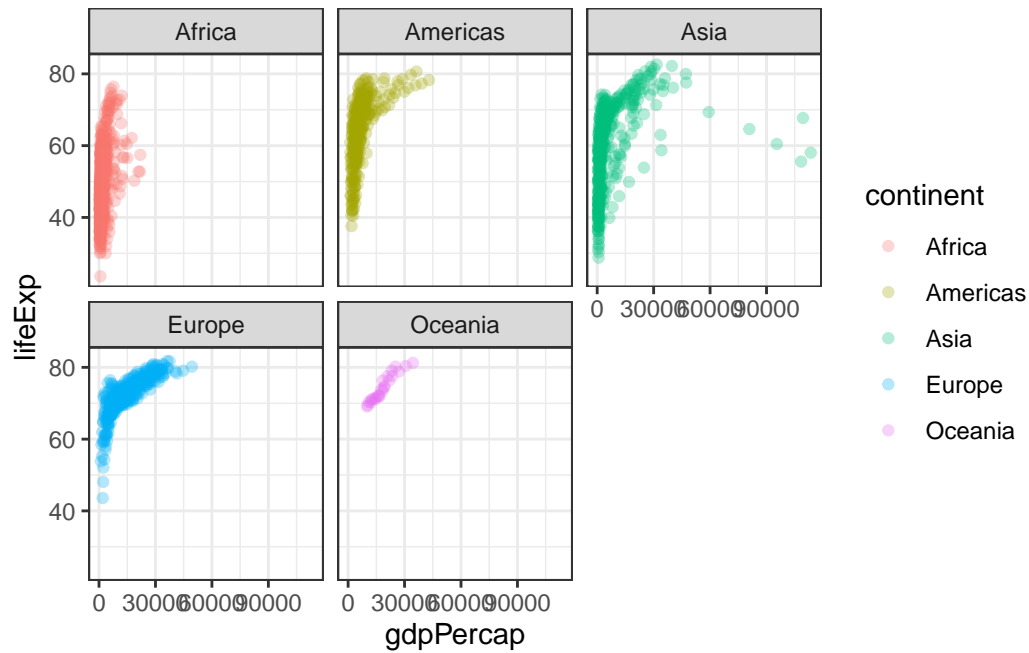 Africa
Americas
Asia
80
60
40
0 30000 60000 90000
lifeExp
Europe
Oceania
80
60
40
0 30000 60000 90000
0 30000 60000 90000
gdpPercap
continent
Africa
Americas
Asia
Europe
Oceania